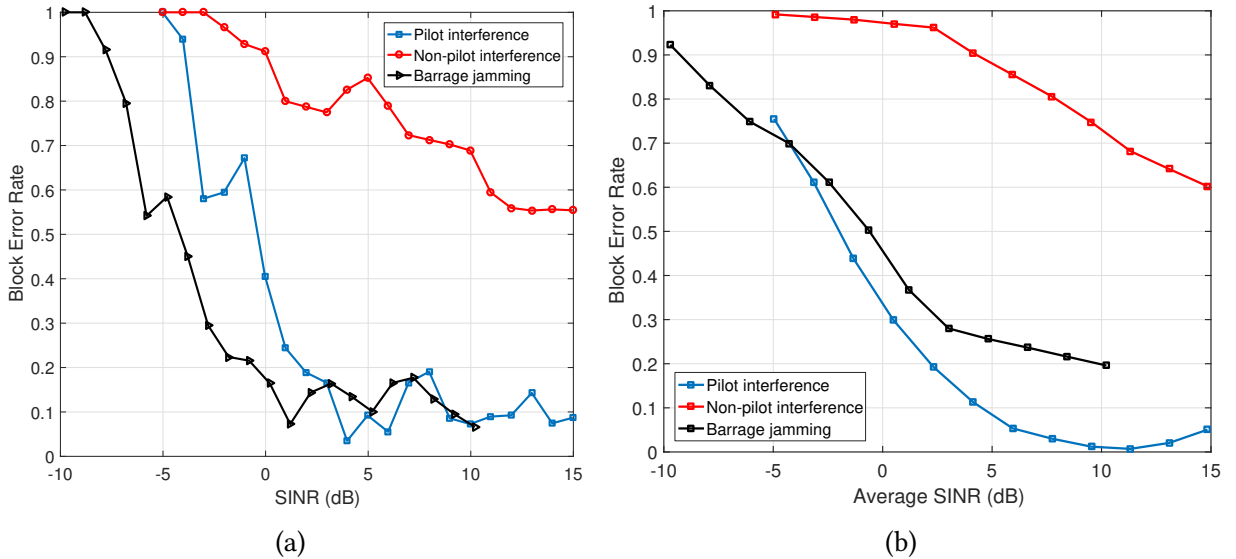 1
0.9
0.8
0.7
0.6
0.5
0.4
0.3
0.2
0.1
0
Block Error Rate
-10
-5
0
5
10
15
SINR (dB)
Pilot interference
Non-pilot interference
Barrage jamming
(a)
1
0.9
0.8
0.7
0.6
0.5
0.4
0.3
0.2
0.1
0
Block Error Rate
-10
-5
0
5
10
15
Average SINR (dB)
Pilot interference
Non-pilot interference
Barrage jamming
(b)